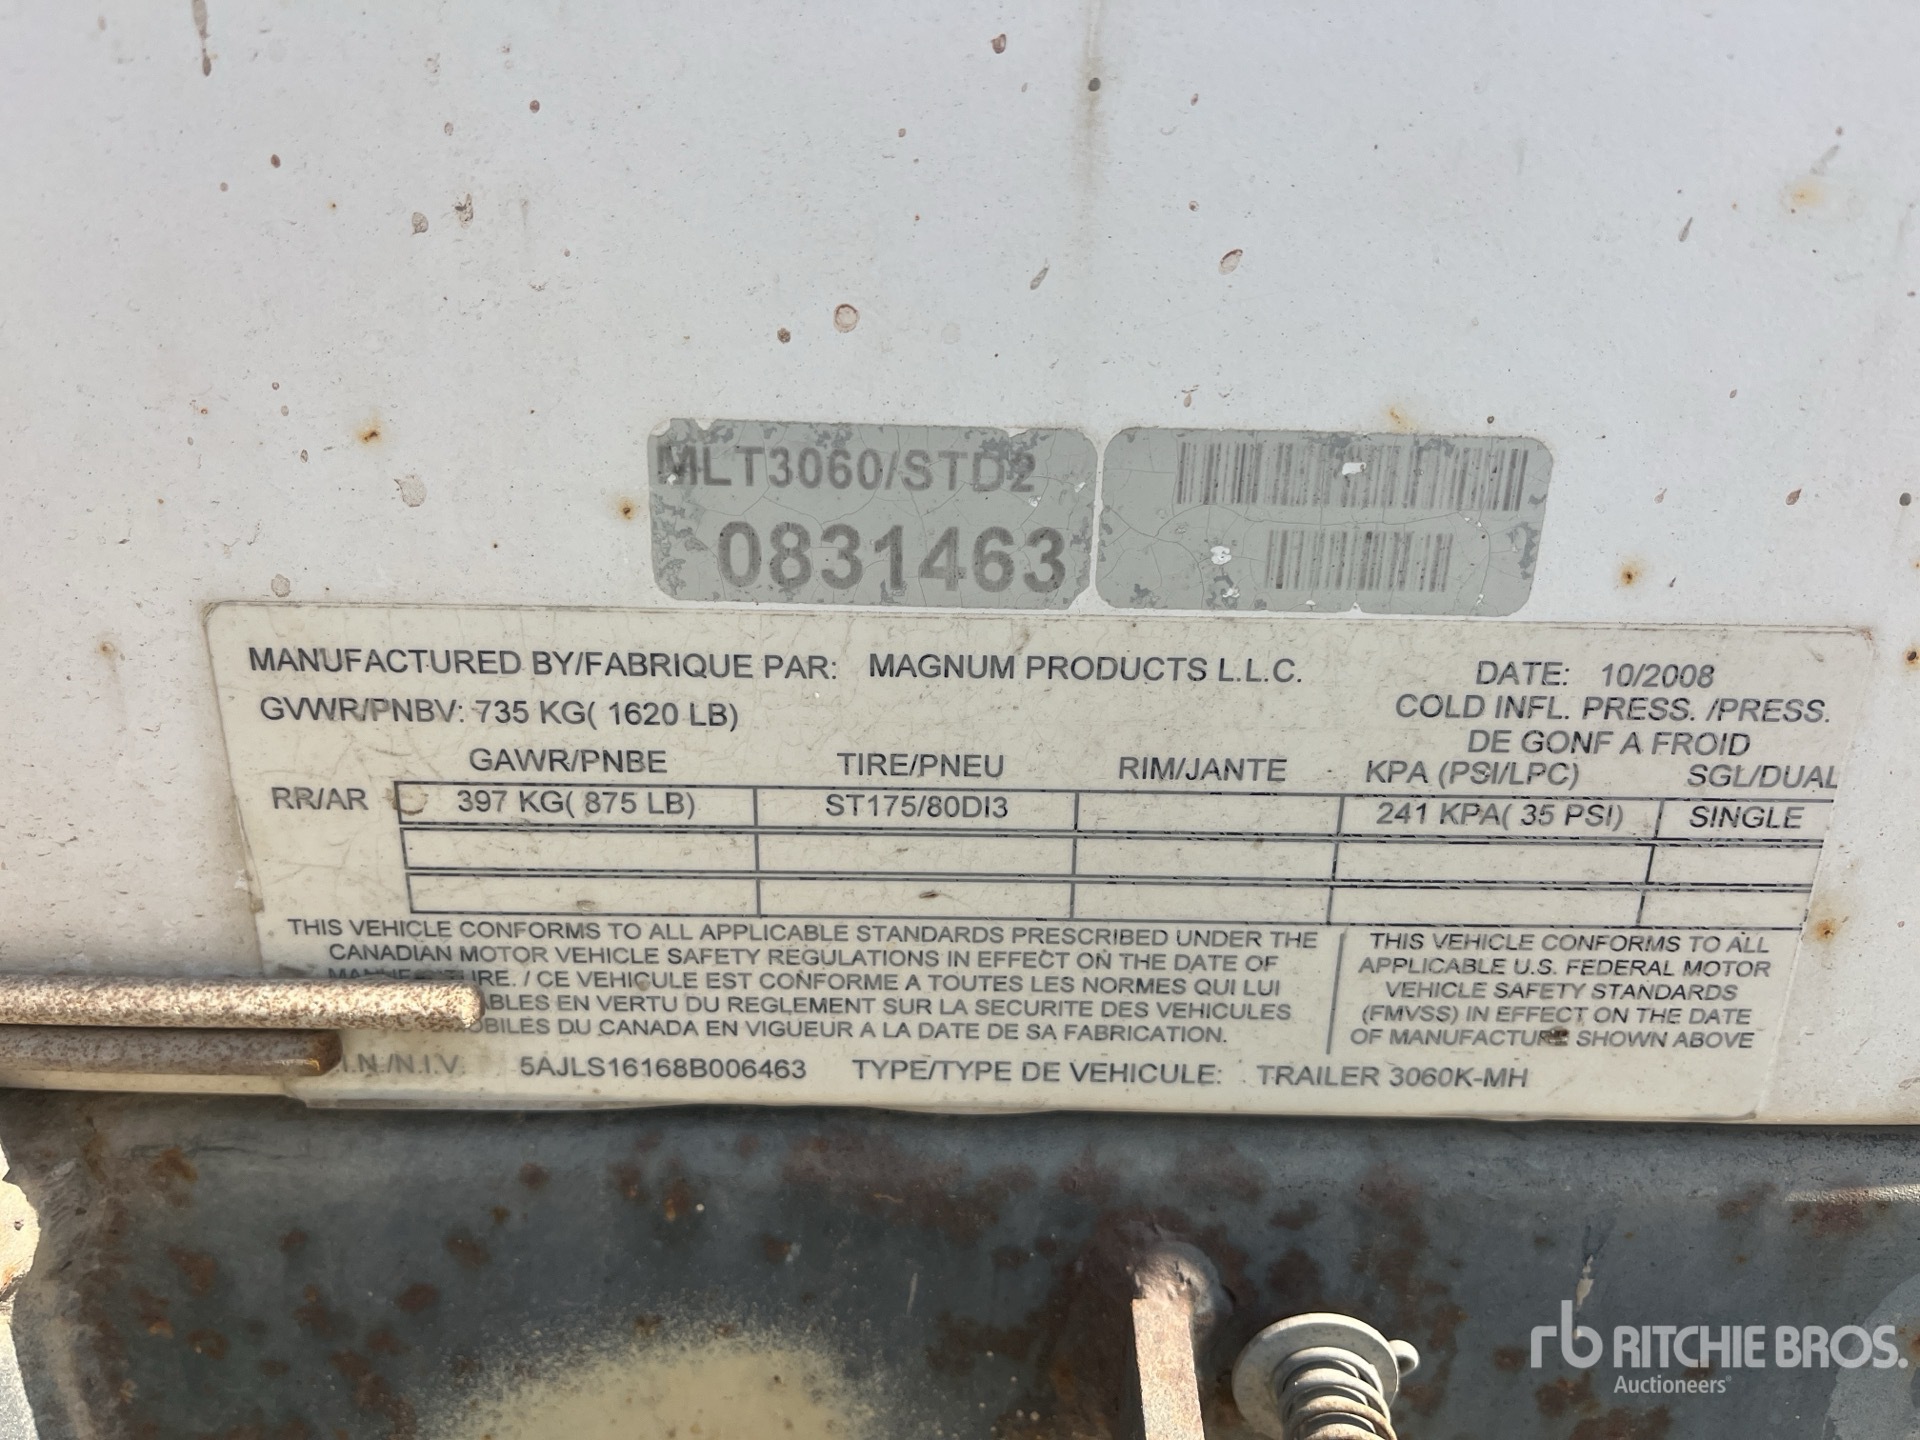 MLT3060/STD2
0831463
MANUFACTURED BY/FABRIQUE PAR: MAGNUM PRODUCTS L.L.C. DATE: 10/2008
GVWR/PNBV: 735 KG( 1620 LB) COLD INFL. PRESS. /PRESS.
DE GONF A FROID
GAWR/PNBE TIRE/PNEU RIM/JANTE KPA (PSI/LPC) SGL/DUAL
RR/AR 397 KG( 875 LB) ST175/80DI3 241 KPA( 35 PSI) SINGLE
THIS VEHICLE CONFORMS TO ALL APPLICABLE STANDARDS PRESCRIBED UNDER THE
CANADIAN MOTOR VEHICLE SAFETY REGULATIONS IN EFFECT ON THE DATE OF
MANUFACTURE. / CE VEHICULE EST CONFORME A TOUTES LES NORMES QUI LUI
ABLES EN VERTU DU REGLEMENT SUR LA SECURITE DES VEHICULES
MOBILES DU CANADA EN VIGUEUR A LA DATE DE SA FABRICATION.
THIS VEHICLE CONFORMS TO ALL
APPLICABLE U.S. FEDERAL MOTOR
VEHICLE SAFETY STANDARDS
(FMVSS) IN EFFECT ON THE DATE
OF MANUFACTURE SHOWN ABOVE
I.N./N.I.V. 5AJLS16168B006463 TYPE/TYPE DE VEHICULE: TRAILER 3060K-MH
rb RITCHIE BROS.
Auctioneers